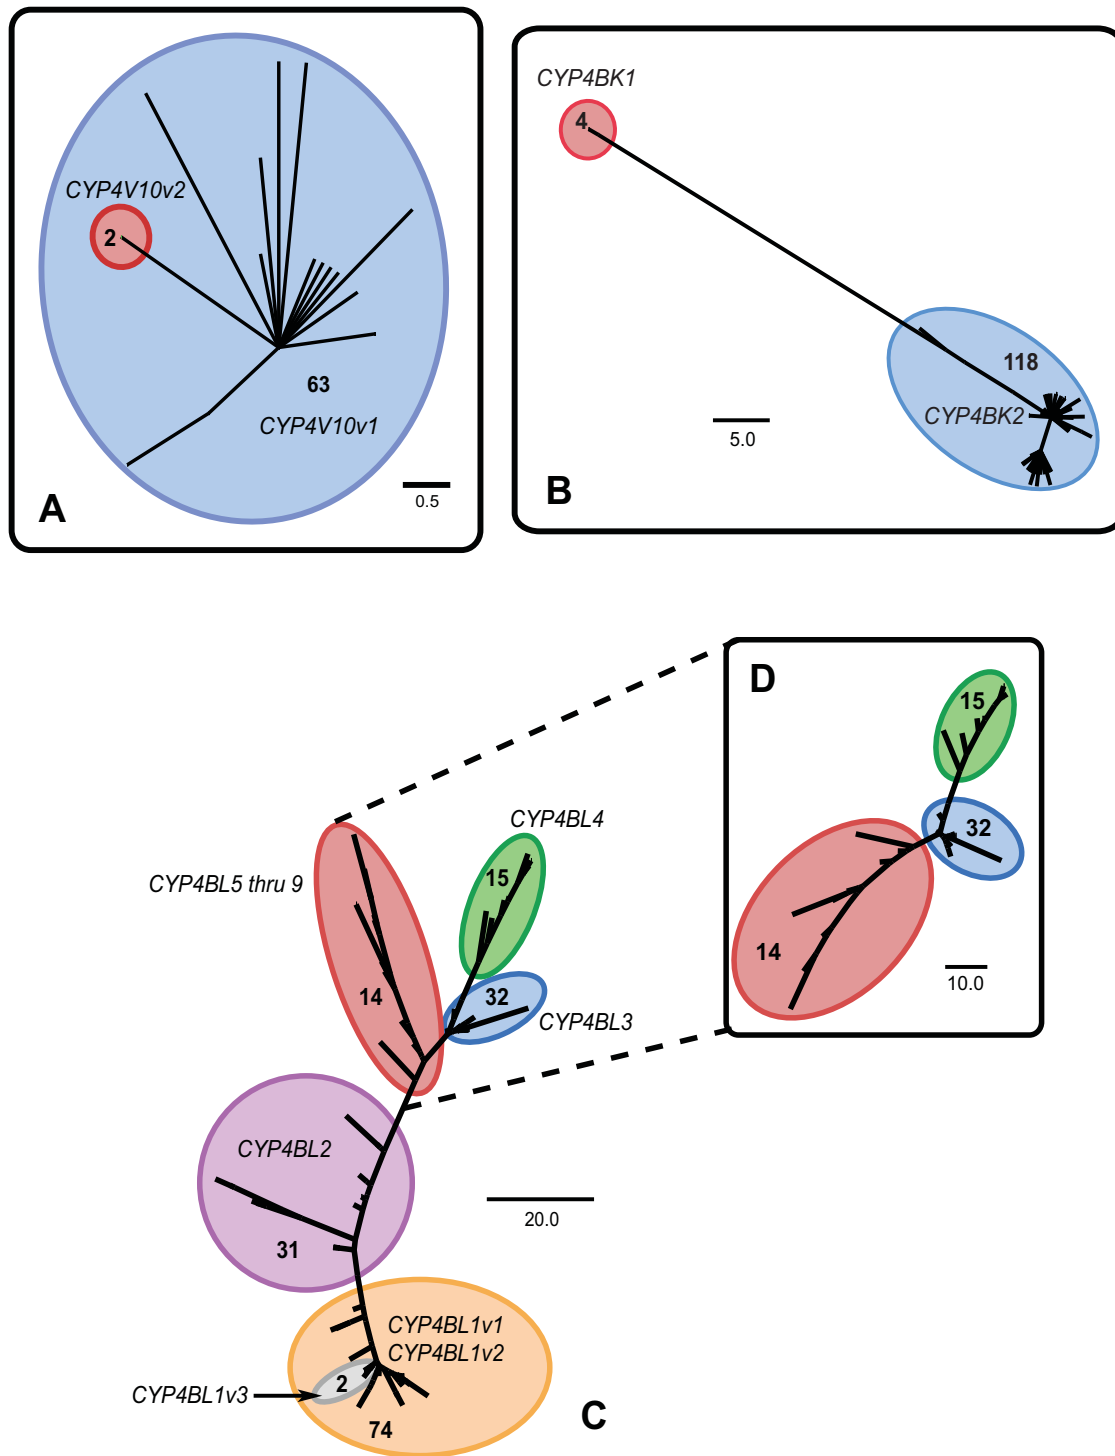 CYP4V10v2
2
63
CYP4V10v1
0.5
A
CYP4BK1
4
118
CYP4BK2
5.0
B
D
15
32
14
10.0
CYP4BL4
15
CYP4BL5 thru 9
14
32
CYP4BL3
CYP4BL2
31
20.0
CYP4BL1v1
CYP4BL1v2
2
CYP4BL1v3
74
C